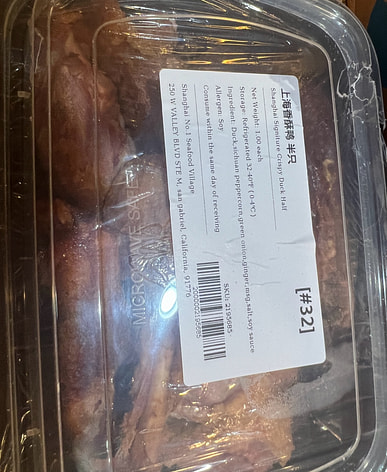 上海香酥鸭 半只
Shanghai Signiture Crispy Duck Half
[#32]
Net Weight: 1.00 each
Storage: Refrigerated 32-40°F (0-4°C)
Ingredient: Duck,sichuan peppercorn,green onion,ginger,msg,salt,soy sauce
Allergen: Soy
Consume within the same day of receiving
SKU: 2195685
Shanghai No.1 Seafood Village
250 W VALLEY BLVD STE M, san gabriel, California, 91776
MICROWAVE SAFE